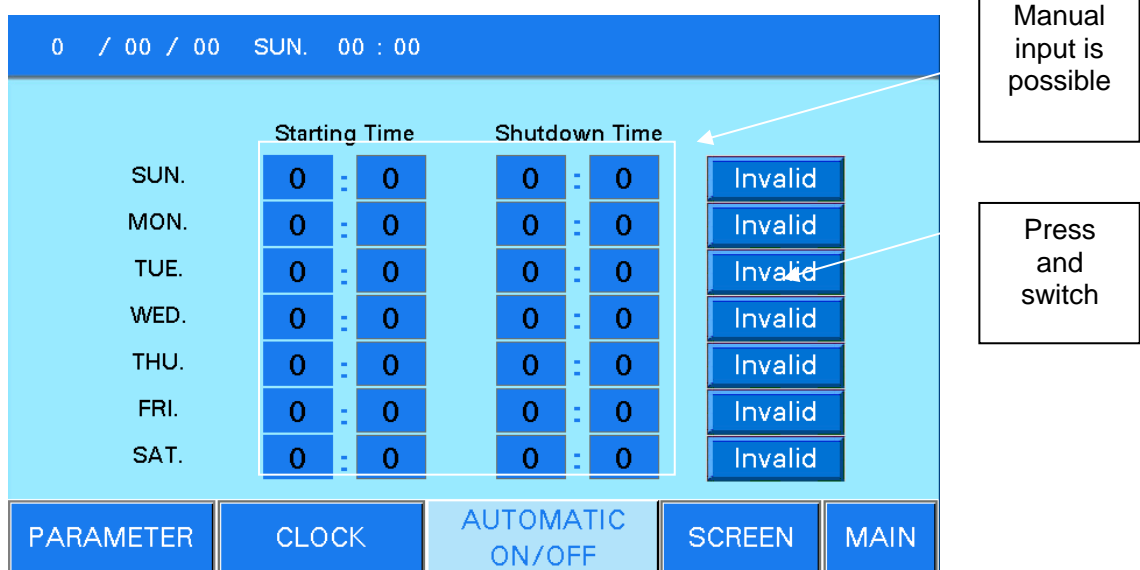 0 / 00 / 00 SUN. 00 : 00
Starting Time Shutdown Time
SUN. 0 : 0 0 : 0 Invalid
MON. 0 : 0 0 : 0 Invalid
TUE. 0 : 0 0 : 0 Invalid
WED. 0 : 0 0 : 0 Invalid
THU. 0 : 0 0 : 0 Invalid
FRI. 0 : 0 0 : 0 Invalid
SAT. 0 : 0 0 : 0 Invalid
PARAMETER CLOCK AUTOMATIC SCREEN MAIN
ON/OFF
Manual
input is
possible
Press
and
switch